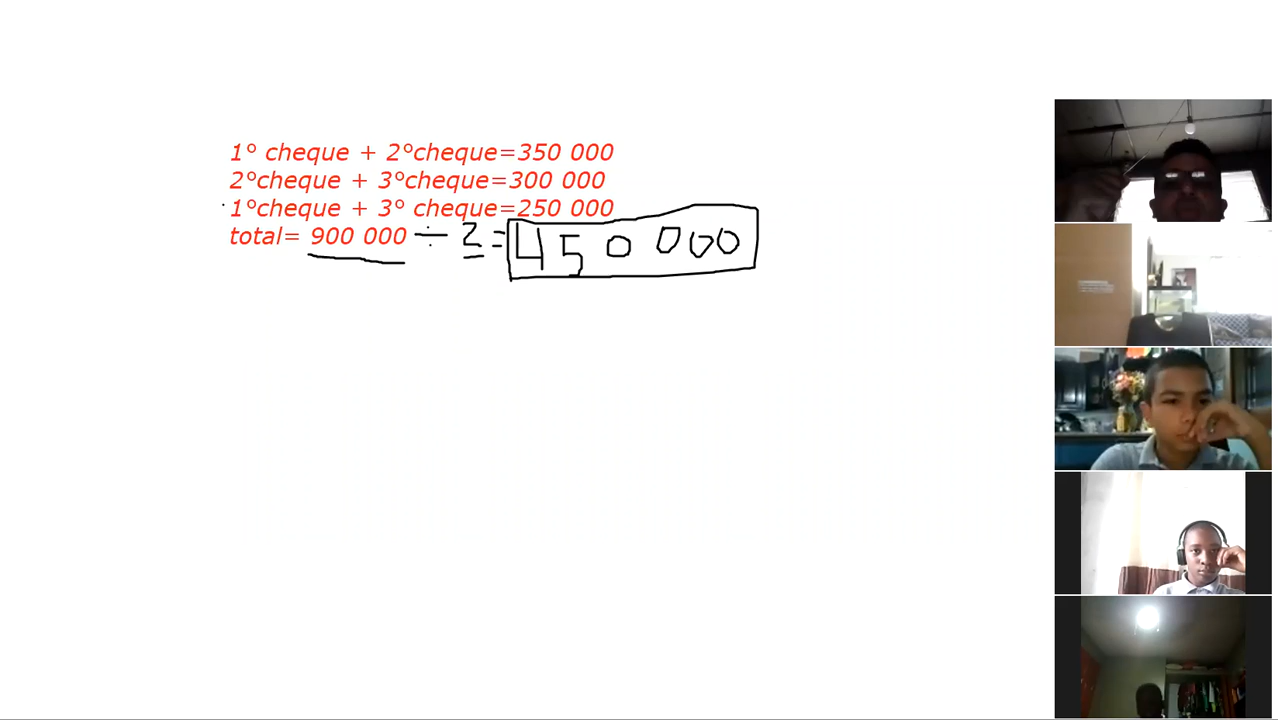 1° cheque + 2°cheque=350 000
2°cheque + 3°cheque=300 000
1°cheque + 3° cheque=250 000
total= 900 000 ÷ 2 = 450 000